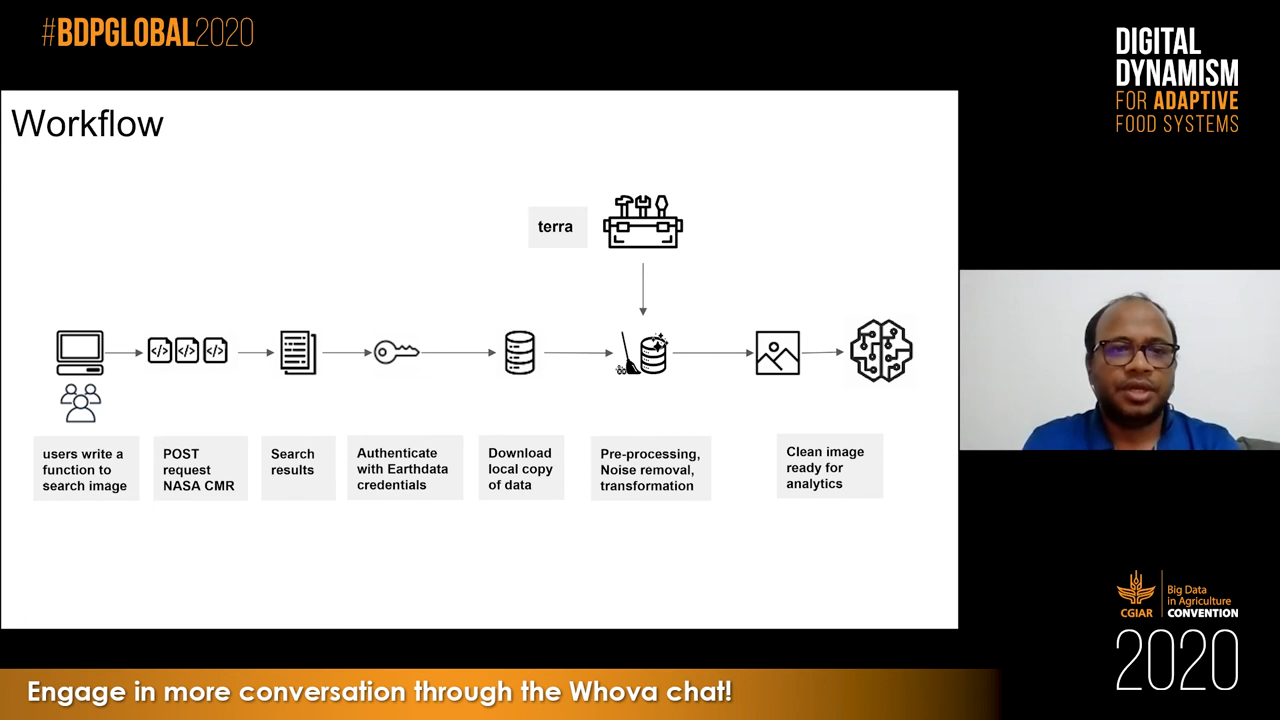 #BDPGLOBAL2020
DIGITAL
DYNAMISM
FOR ADAPTIVE
FOOD SYSTEMS
Workflow
terra
</>
</>
</>
users write a
function to
search image
POST
request
NASA CMR
Search
results
Authenticate
with Earthdata
credentials
Download
local copy
of data
Pre-processing,
Noise removal,
transformation
Clean image
ready for
analytics
CGIAR
Big Data
in Agriculture
CONVENTION
2020
Engage in more conversation through the Whova chat!